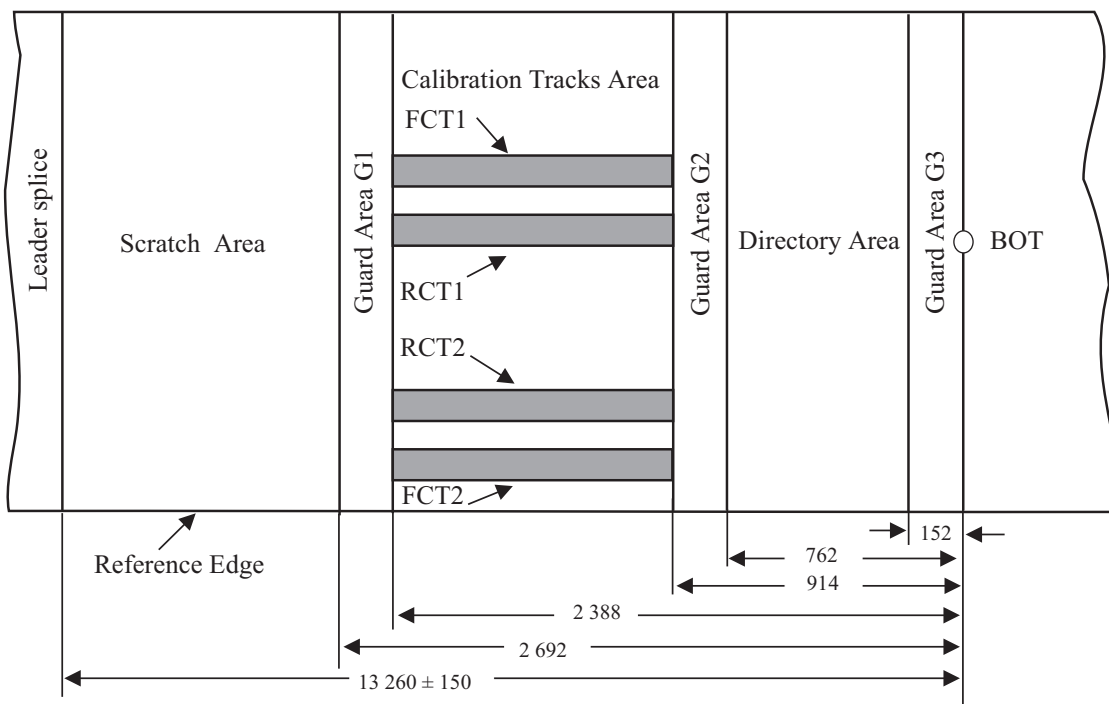 Leader splice
Scratch Area
Guard Area G1
Calibration Tracks Area
FCT1
RCT1
RCT2
FCT2
Guard Area G2
Directory Area
Guard Area G3
BOT
Reference Edge
152
762
914
2 388
2 692
13 260 ± 150